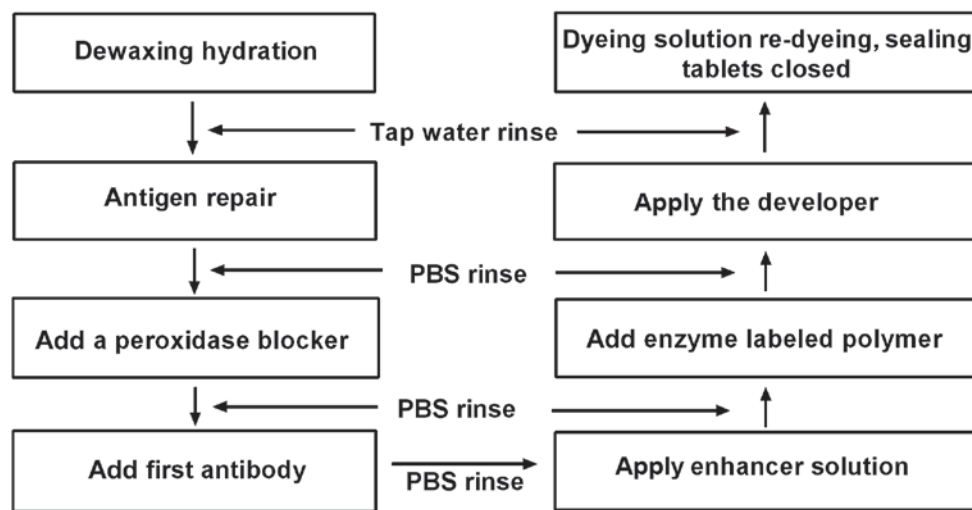 Dewaxing hydration
Dyeing solution re-dyeing, sealing
tablets closed
Tap water rinse
Antigen repair
Apply the developer
PBS rinse
Add a peroxidase blocker
Add enzyme labeled polymer
PBS rinse
Add first antibody
PBS rinse
Apply enhancer solution